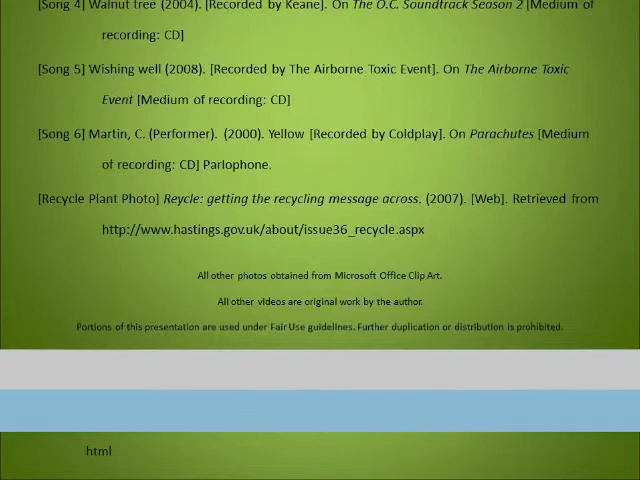 [Song 4] Walnut tree (2004). [Recorded by Keane]. On The O.C. Soundtrack Season 2 [Medium of
recording: CD]
[Song 5] Wishing well (2008). [Recorded by The Airborne Toxic Event]. On The Airborne Toxic
Event [Medium of recording: CD]
[Song 6] Martin, C. (Performer). (2000). Yellow [Recorded by Coldplay]. On Parachutes [Medium
of recording: CD] Parlophone.
[Recycle Plant Photo] Reycle: getting the recycling message across. (2007). [Web]. Retrieved from
http://www.hastings.gov.uk/about/issue36_recycle.aspx
All other photos obtained from Microsoft Office Clip Art.
All other videos are original work by the author.
Portions of this presentation are used under Fair Use guidelines. Further duplication or distribution is prohibited.
html